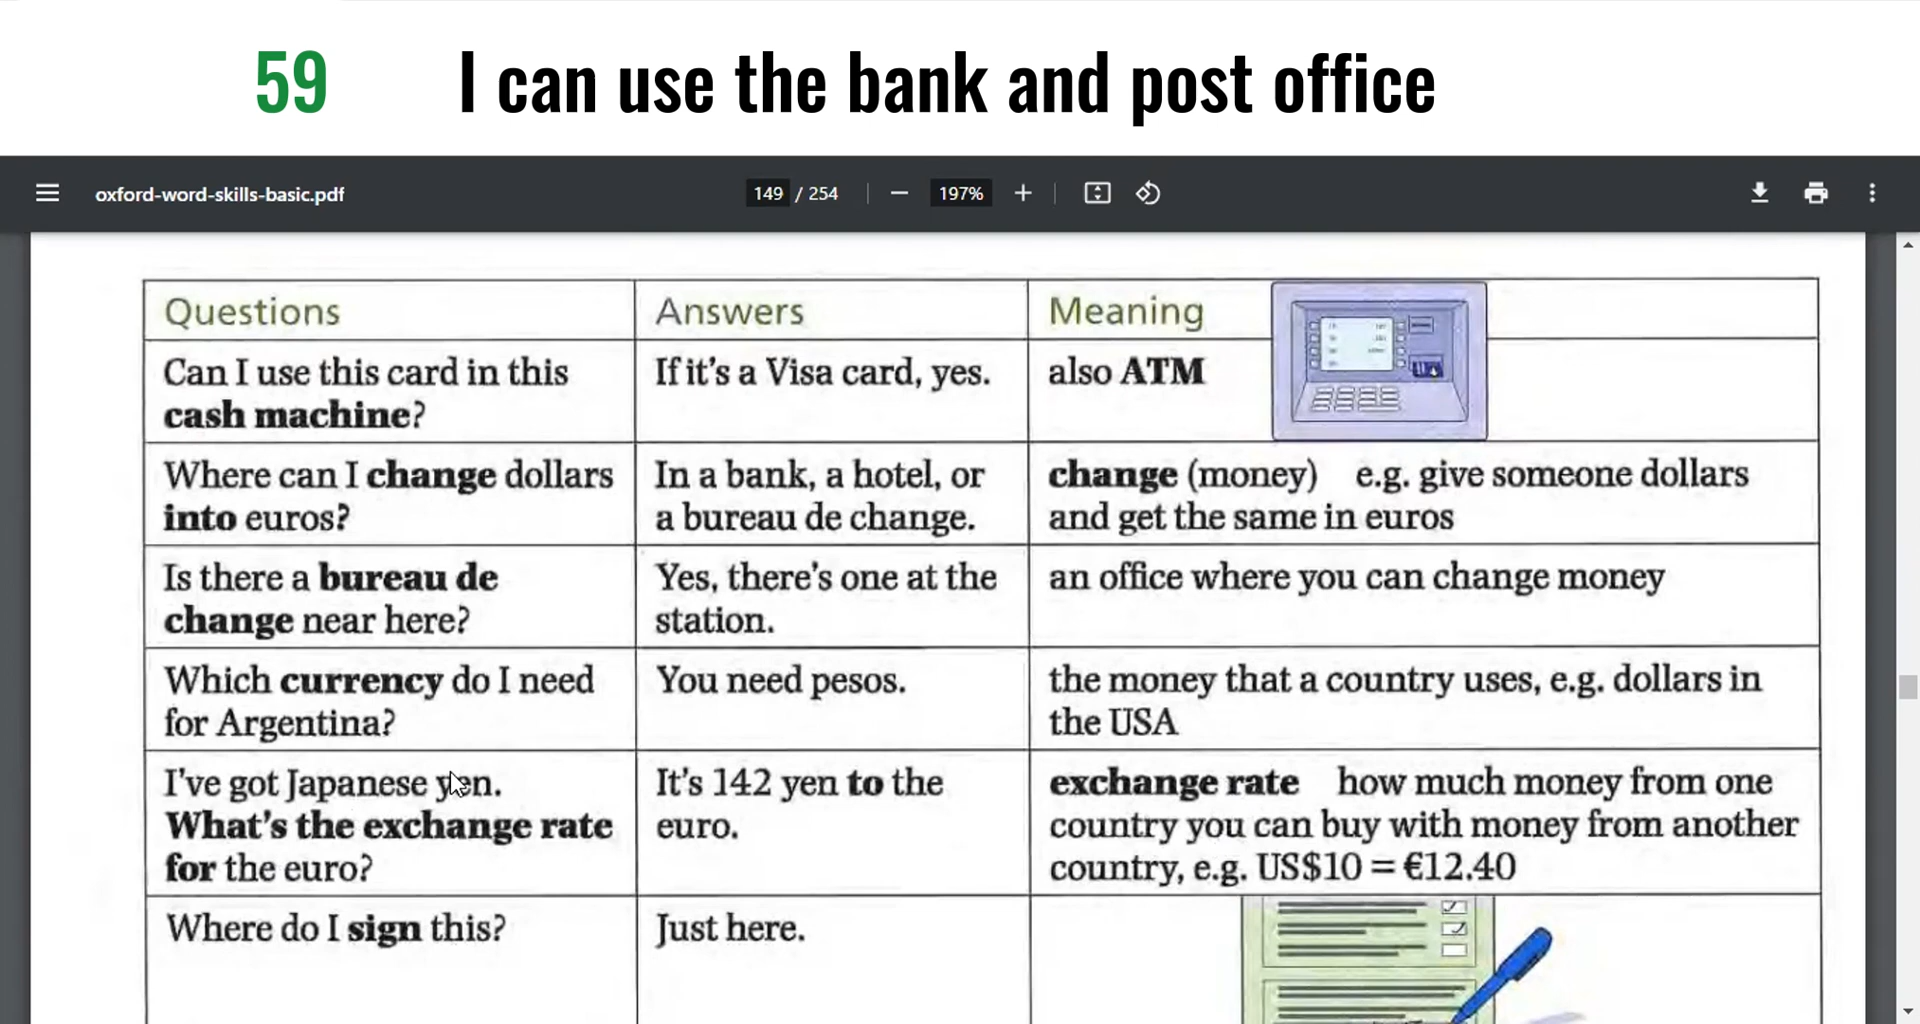 59 I can use the bank and post office
oxford-word-skills-basic.pdf 149 / 254 197%
Questions Answers Meaning
Can I use this card in this
cash machine?
If it's a Visa card, yes.
also ATM
Where can I change dollars
into euros?
In a bank, a hotel, or
a bureau de change.
change (money) e.g. give someone dollars
and get the same in euros
Is there a bureau de
change near here?
Yes, there's one at the
station.
an office where you can change money
Which currency do I need
for Argentina?
You need pesos.
the money that a country uses, e.g. dollars in
the USA
I've got Japanese yen.
What's the exchange rate
for the euro?
It's 142 yen to the
euro.
exchange rate how much money from one
country you can buy with money from another
country, e.g. US$10 = €12.40
Where do I sign this?
Just here.